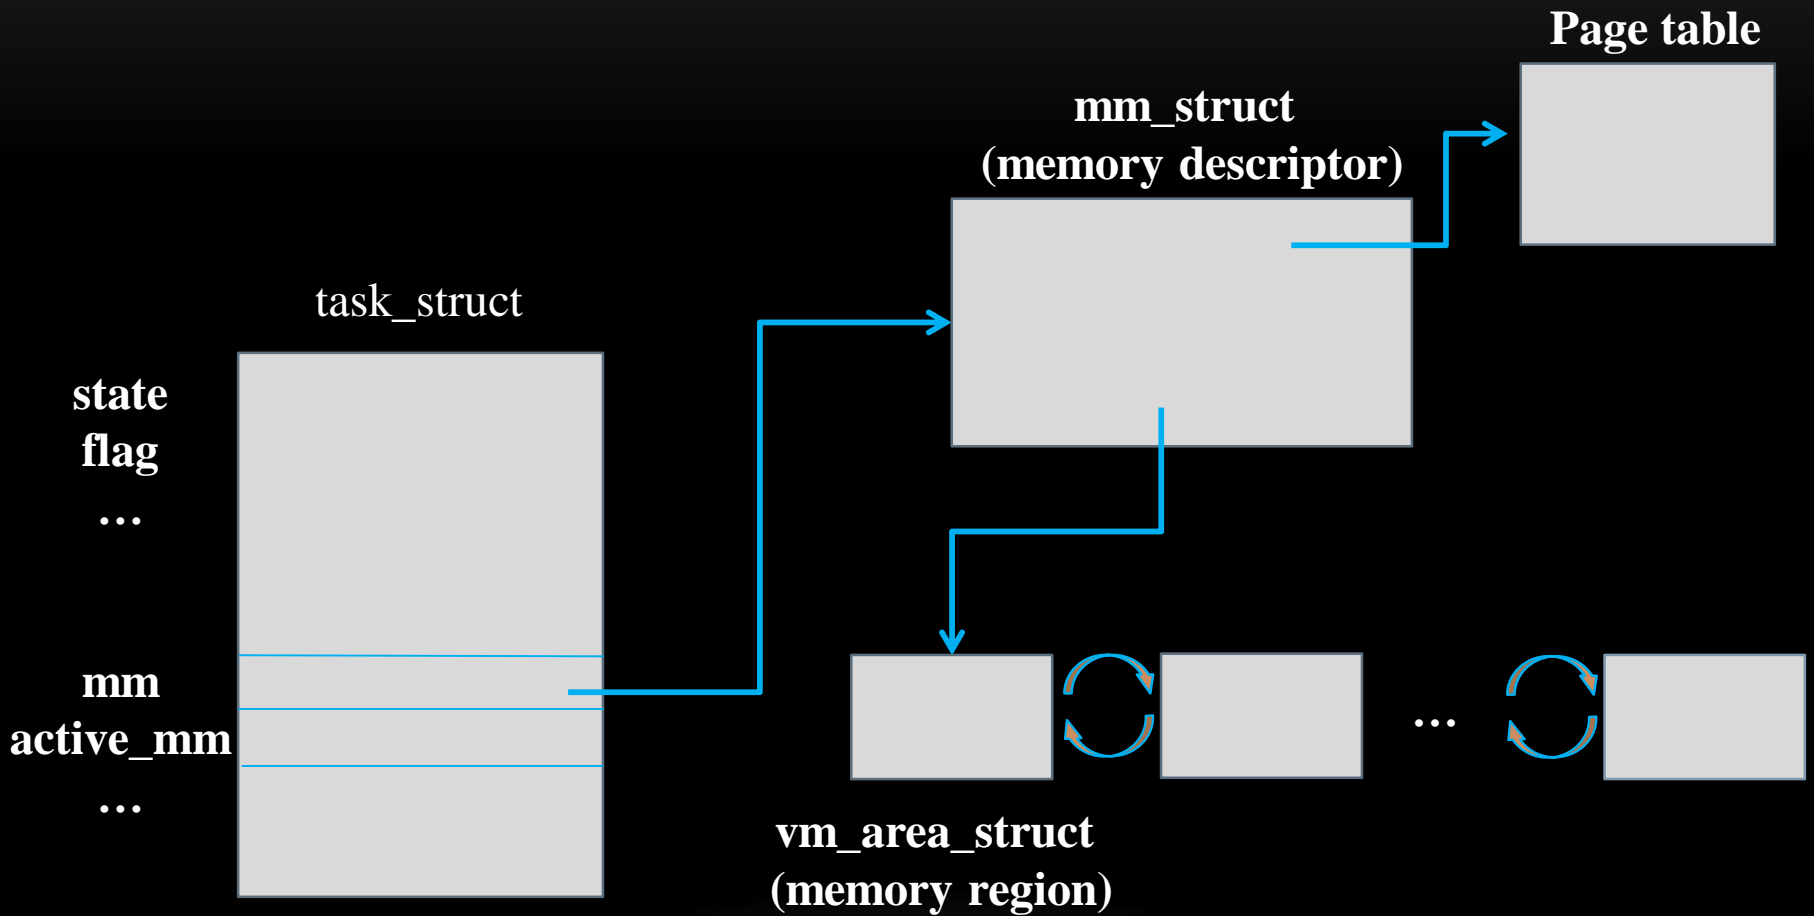 Page table
mm_struct
(memory descriptor)
task_struct
state
flag
...
mm
active_mm
...
...
vm_area_struct
(memory region)